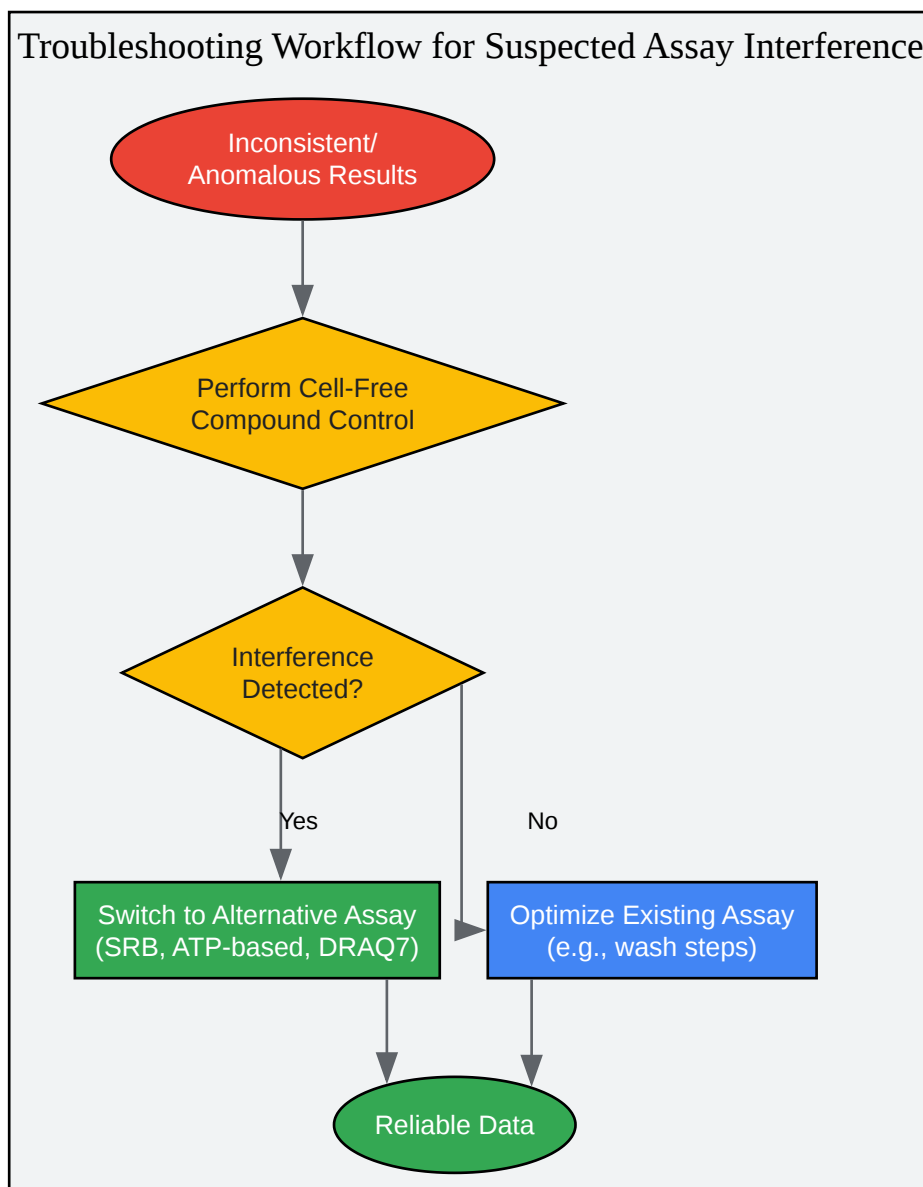 Troubleshooting Workflow for Suspected Assay Interference
Inconsistent/
Anomalous Results
Perform Cell-Free
Compound Control
Interference
Detected?
Yes
No
Switch to Alternative Assay
(SRB, ATP-based, DRAQ7)
Optimize Existing Assay
(e.g., wash steps)
Reliable Data